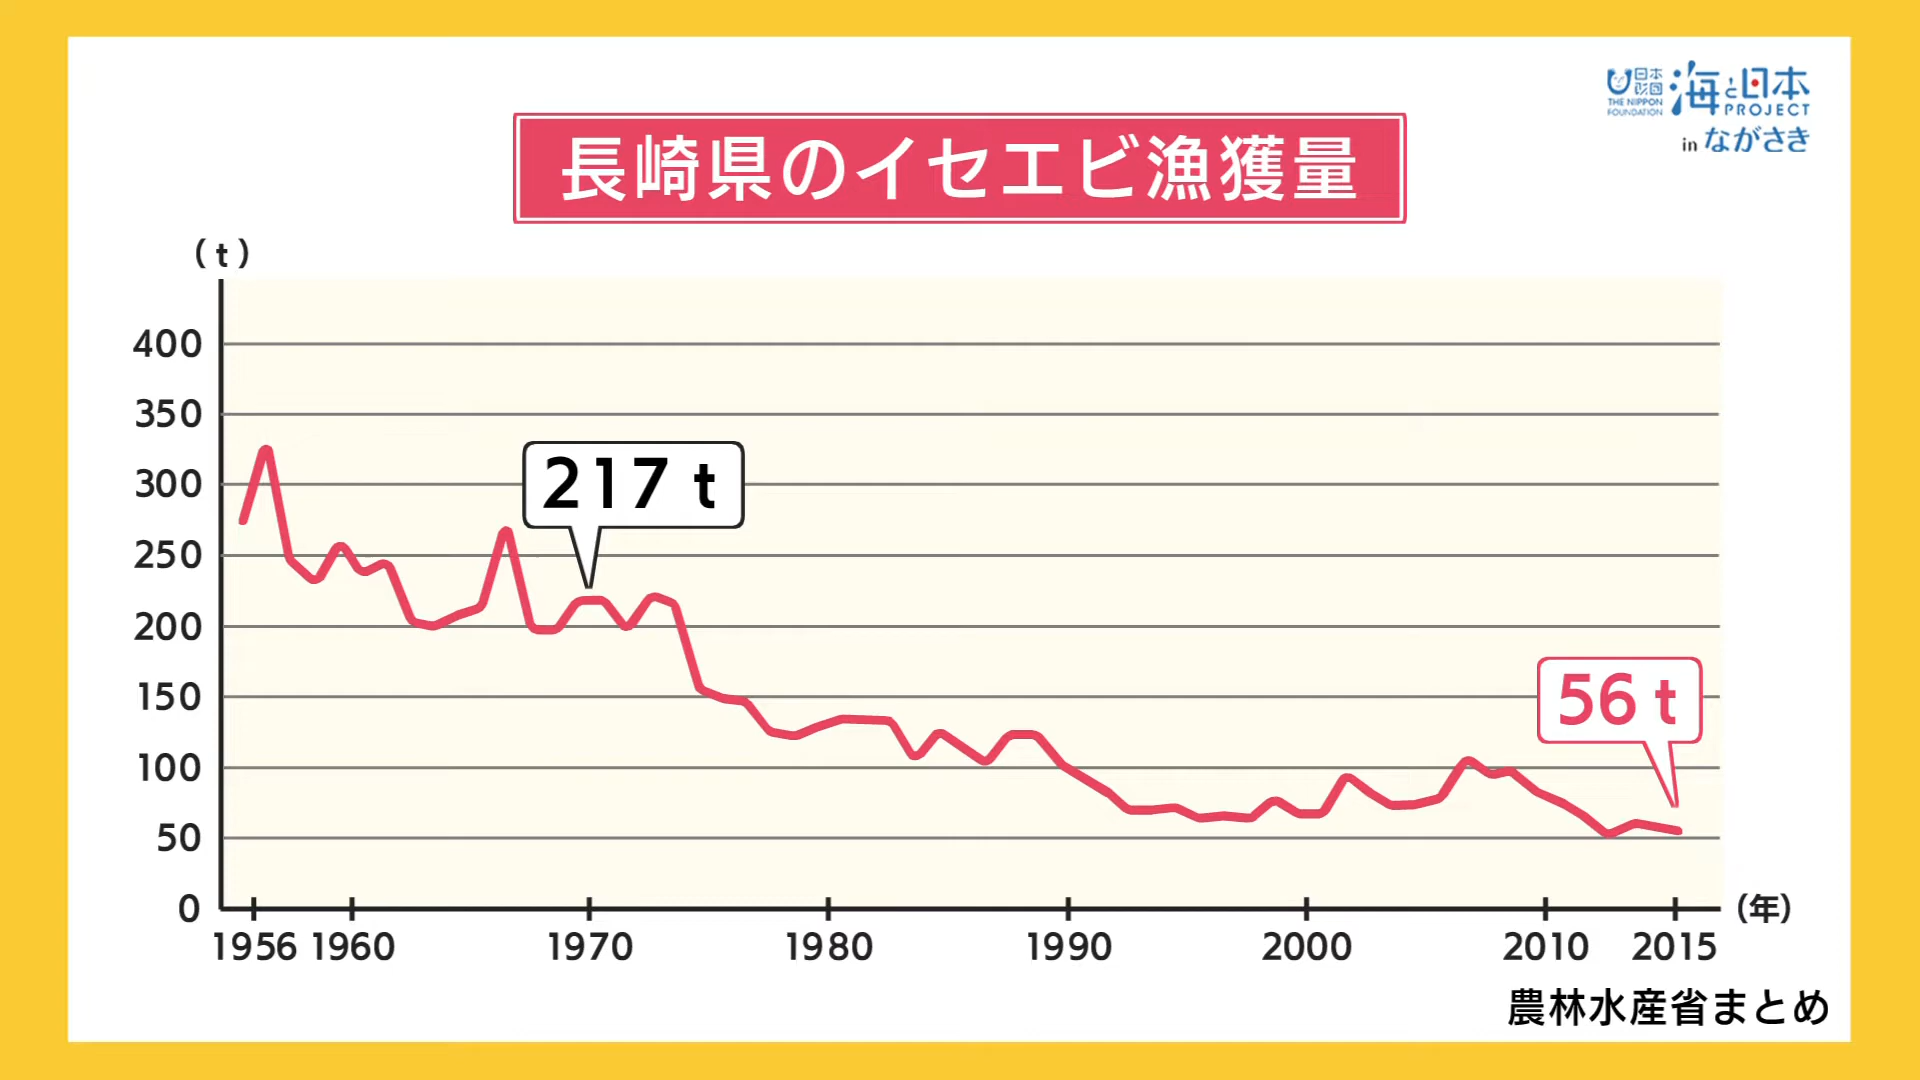 日本財団
THE NIPPON FOUNDATION
海と日本
PROJECT
in ながさき
長崎県のイセエビ漁獲量
(t)
400
350
300
250
200
150
100
50
0
217 t
56 t
1956 1960 1970 1980 1990 2000 2010 2015
(年)
農林水産省まとめ